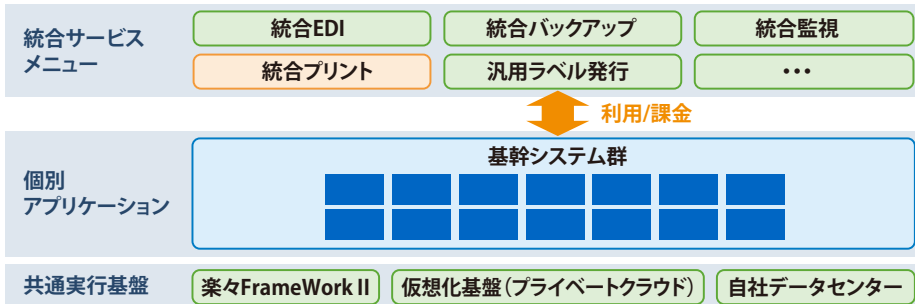 統合サービス
メニュー
統合EDI
統合バックアップ
統合監視
統合プリント
汎用ラベル発行
・・・
利用/課金
個別
アプリケーション
基幹システム群
共通実行基盤
楽々FrameWork II
仮想化基盤(プライベートクラウド)
自社データセンター